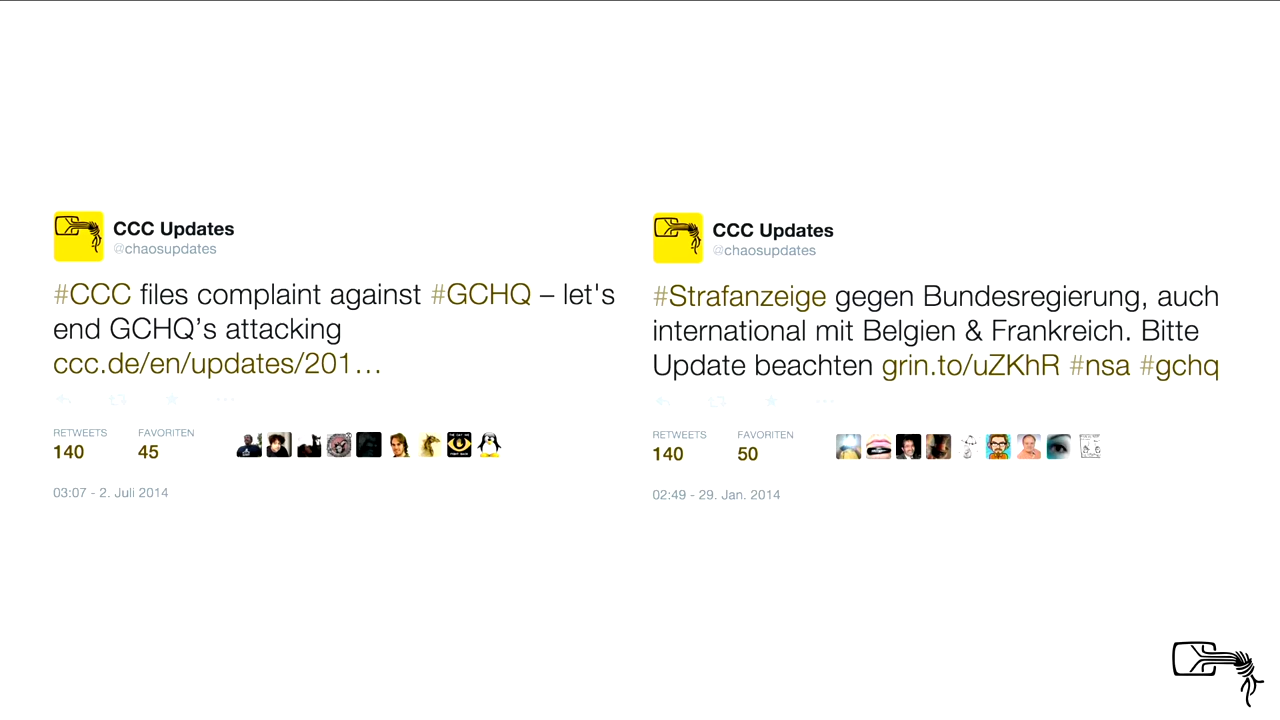 CCC Updates
@chaosupdates
#CCC files complaint against #GCHQ – let's
end GCHQ’s attacking
ccc.de/en/updates/201…
RETWEETS FAVORITEN
140 45
03:07 - 2. Juli 2014
CCC Updates
@chaosupdates
#Strafanzeige gegen Bundesregierung, auch
international mit Belgien & Frankreich. Bitte
Update beachten grin.to/uZKhR #nsa #gchq
RETWEETS FAVORITEN
140 50
02:49 - 29. Jan. 2014